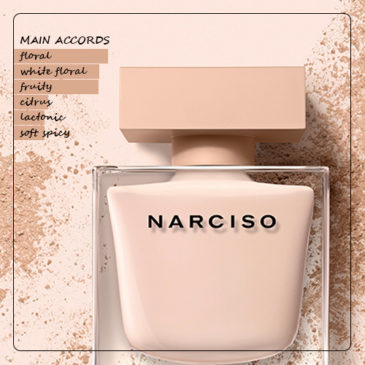 MAIN ACCORDS
floral
white floral
fruity
citrus
lactonic
soft spicy
NARCISO